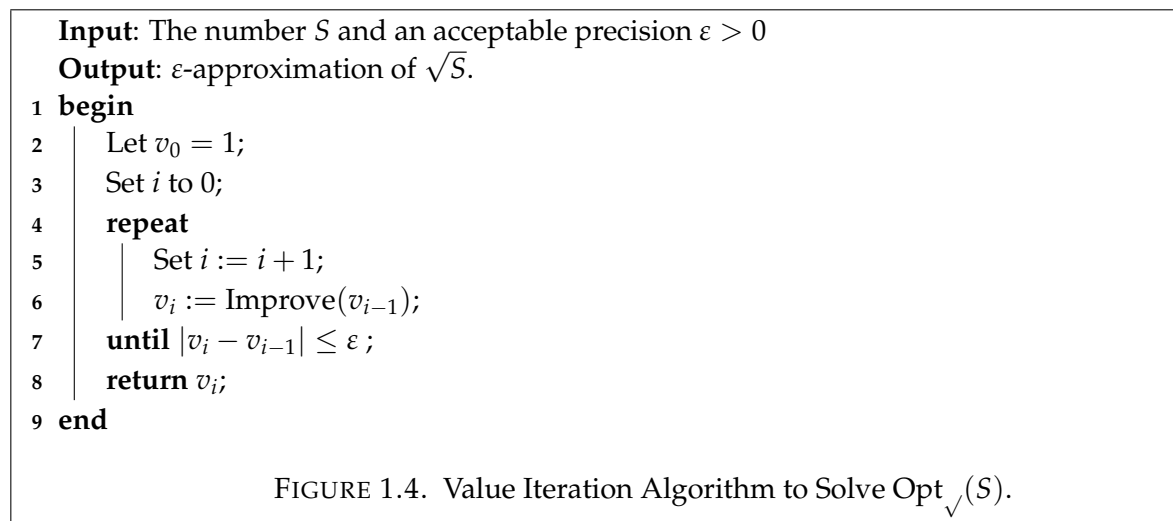 Input: The number S and an acceptable precision ε > 0
Output: ε-approximation of √S.
1 begin
2 Let v₀ = 1;
3 Set i to 0;
4 repeat
5 Set i := i + 1;
6 vᵢ := Improve(vᵢ₋₁);
7 until |vᵢ − vᵢ₋₁| ≤ ε ;
8 return vᵢ;
9 end
FIGURE 1.4. Value Iteration Algorithm to Solve Opt√(S).